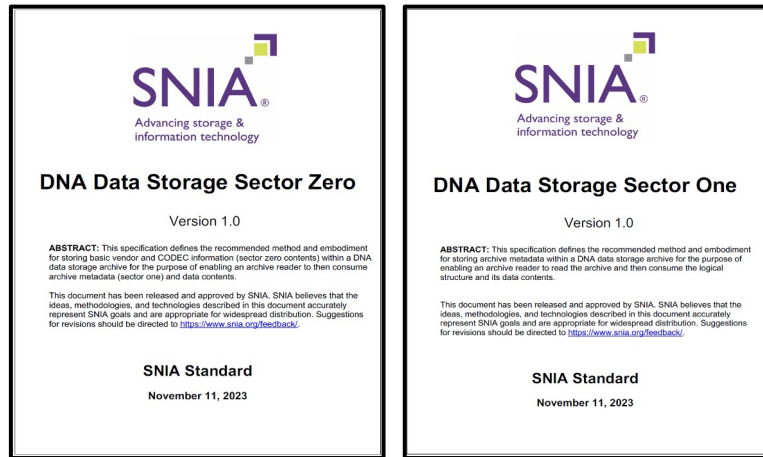 SNIA®
Advancing storage &
information technology
DNA Data Storage Sector Zero
Version 1.0
ABSTRACT: This specification defines the recommended method and embodiment
for storing basic vendor and CODEC information (sector zero contents) within a DNA
data storage archive for the purpose of enabling an archive reader to then consume
archive metadata (sector one) and data contents.
This document has been released and approved by SNIA. SNIA believes that the
ideas, methodologies, and technologies described in this document accurately
represent SNIA goals and are appropriate for widespread distribution. Suggestions
for revisions should be directed to https://www.snia.org/feedback/.
SNIA Standard
November 11, 2023
SNIA®
Advancing storage &
information technology
DNA Data Storage Sector One
Version 1.0
ABSTRACT: This specification defines the recommended method and embodiment
for storing archive metadata within a DNA data storage archive for the purpose of
enabling an archive reader to read the archive and then consume the logical
structure and its data contents.
This document has been released and approved by SNIA. SNIA believes that the
ideas, methodologies, and technologies described in this document accurately
represent SNIA goals and are appropriate for widespread distribution. Suggestions
for revisions should be directed to https://www.snia.org/feedback/.
SNIA Standard
November 11, 2023